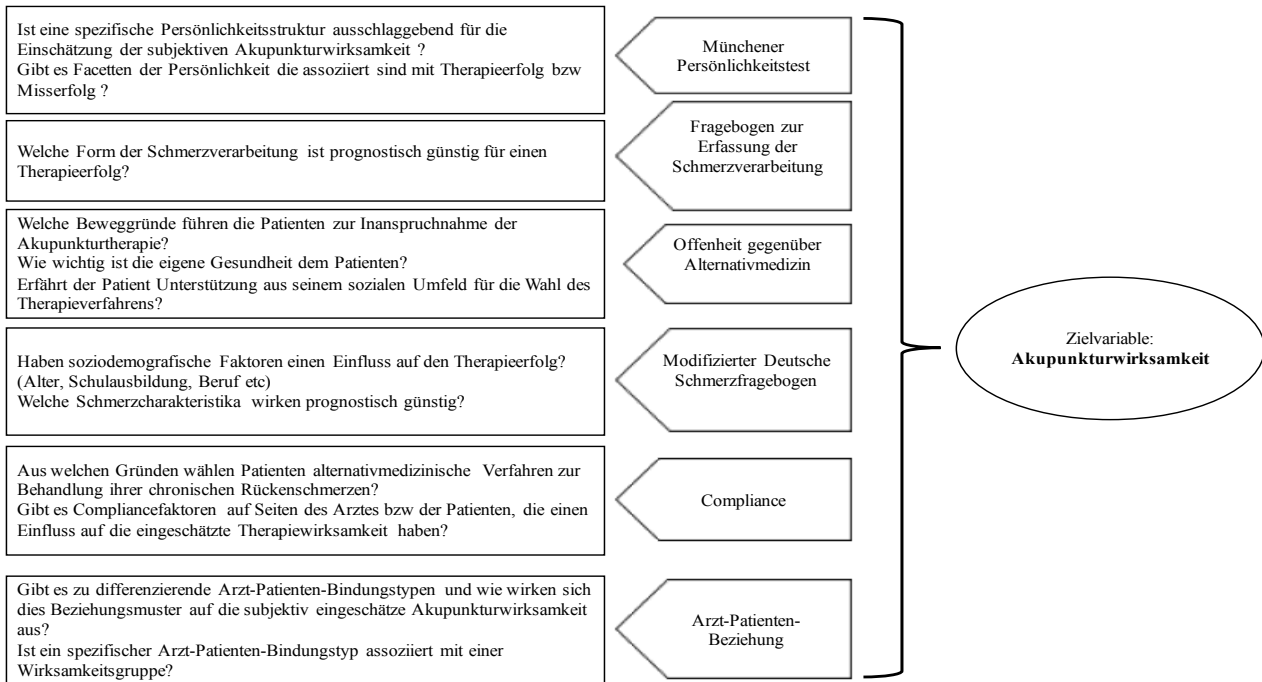 Ist eine spezifische Persönlichkeitsstruktur ausschlaggebend für die
Einschätzung der subjektiven Akupunkturwirksamkeit ?
Gibt es Facetten der Persönlichkeit die assoziiert sind mit Therapieerfolg bzw
Misserfolg ?
Münchener
Persönlichkeitstest
Welche Form der Schmerzverarbeitung ist prognostisch günstig für einen
Therapieerfolg?
Fragebogen zur
Erfassung der
Schmerzverarbeitung
Welche Beweggründe führen die Patienten zur Inanspruchnahme der
Akupunkturtherapie?
Wie wichtig ist die eigene Gesundheit dem Patienten?
Erfährt der Patient Unterstützung aus seinem sozialen Umfeld für die Wahl des
Therapieverfahrens?
Offenheit gegenüber
Alternativmedizin
Haben soziodemografische Faktoren einen Einfluss auf den Therapieerfolg?
(Alter, Schulausbildung, Beruf etc)
Welche Schmerzcharakteristika wirken prognostisch günstig?
Modifizierter Deutsche
Schmerzfragebogen
Aus welchen Gründen wählen Patienten alternativmedizinische Verfahren zur
Behandlung ihrer chronischen Rückenschmerzen?
Gibt es Compliancefaktoren auf Seiten des Arztes bzw der Patienten, die einen
Einfluss auf die eingeschätzte Therapiewirksamkeit haben?
Compliance
Gibt es zu differenzierende Arzt-Patienten-Bindungstypen und wie wirken sich
dies Beziehungsmuster auf die subjektiv eingeschätze Akupunkturwirksamkeit
aus?
Ist ein spezifischer Arzt-Patienten-Bindungstyp assoziiert mit einer
Wirksamkeitsgruppe?
Arzt-Patienten-
Beziehung
Zielvariable:
Akupunkturwirksamkeit